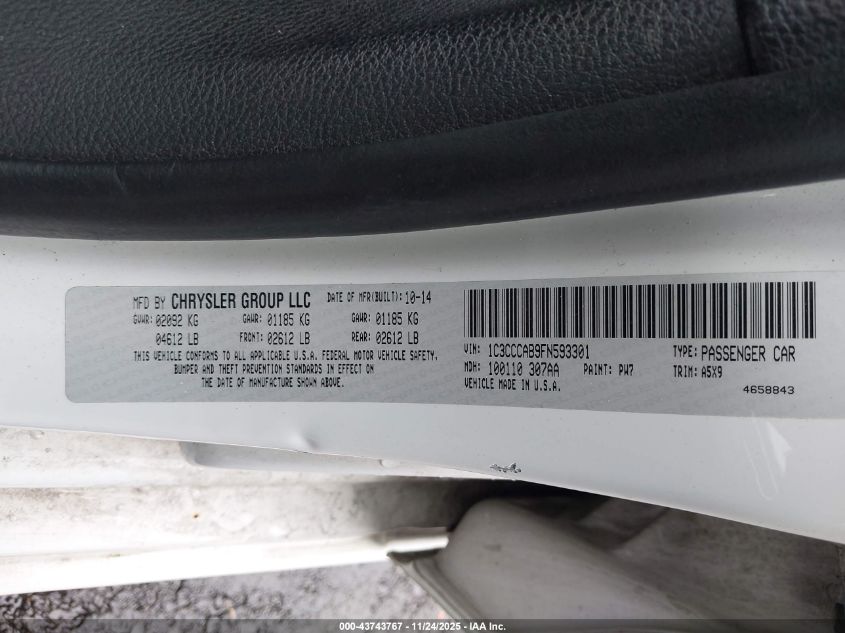 MFD BY CHRYSLER GROUP LLC DATE OF MFR(BUILT): 10-14
GVWR: 02092 KG GAWR: 01185 KG GAWR: 01185 KG
04612 LB FRONT: 02612 LB REAR: 02612 LB
THIS VEHICLE CONFORMS TO ALL APPLICABLE U.S.A. FEDERAL MOTOR VEHICLE SAFETY,
BUMPER AND THEFT PREVENTION STANDARDS IN EFFECT ON
THE DATE OF MANUFACTURE SHOWN ABOVE.
VIN: 1C3CCCAB9FN593301 TYPE: PASSENGER CAR
MDH: 100110 307AA PAINT: PW7 TRIM: A5X9
VEHICLE MADE IN U.S.A. 4658843
000-43743767 - 11/24/2025 - IAA Inc.